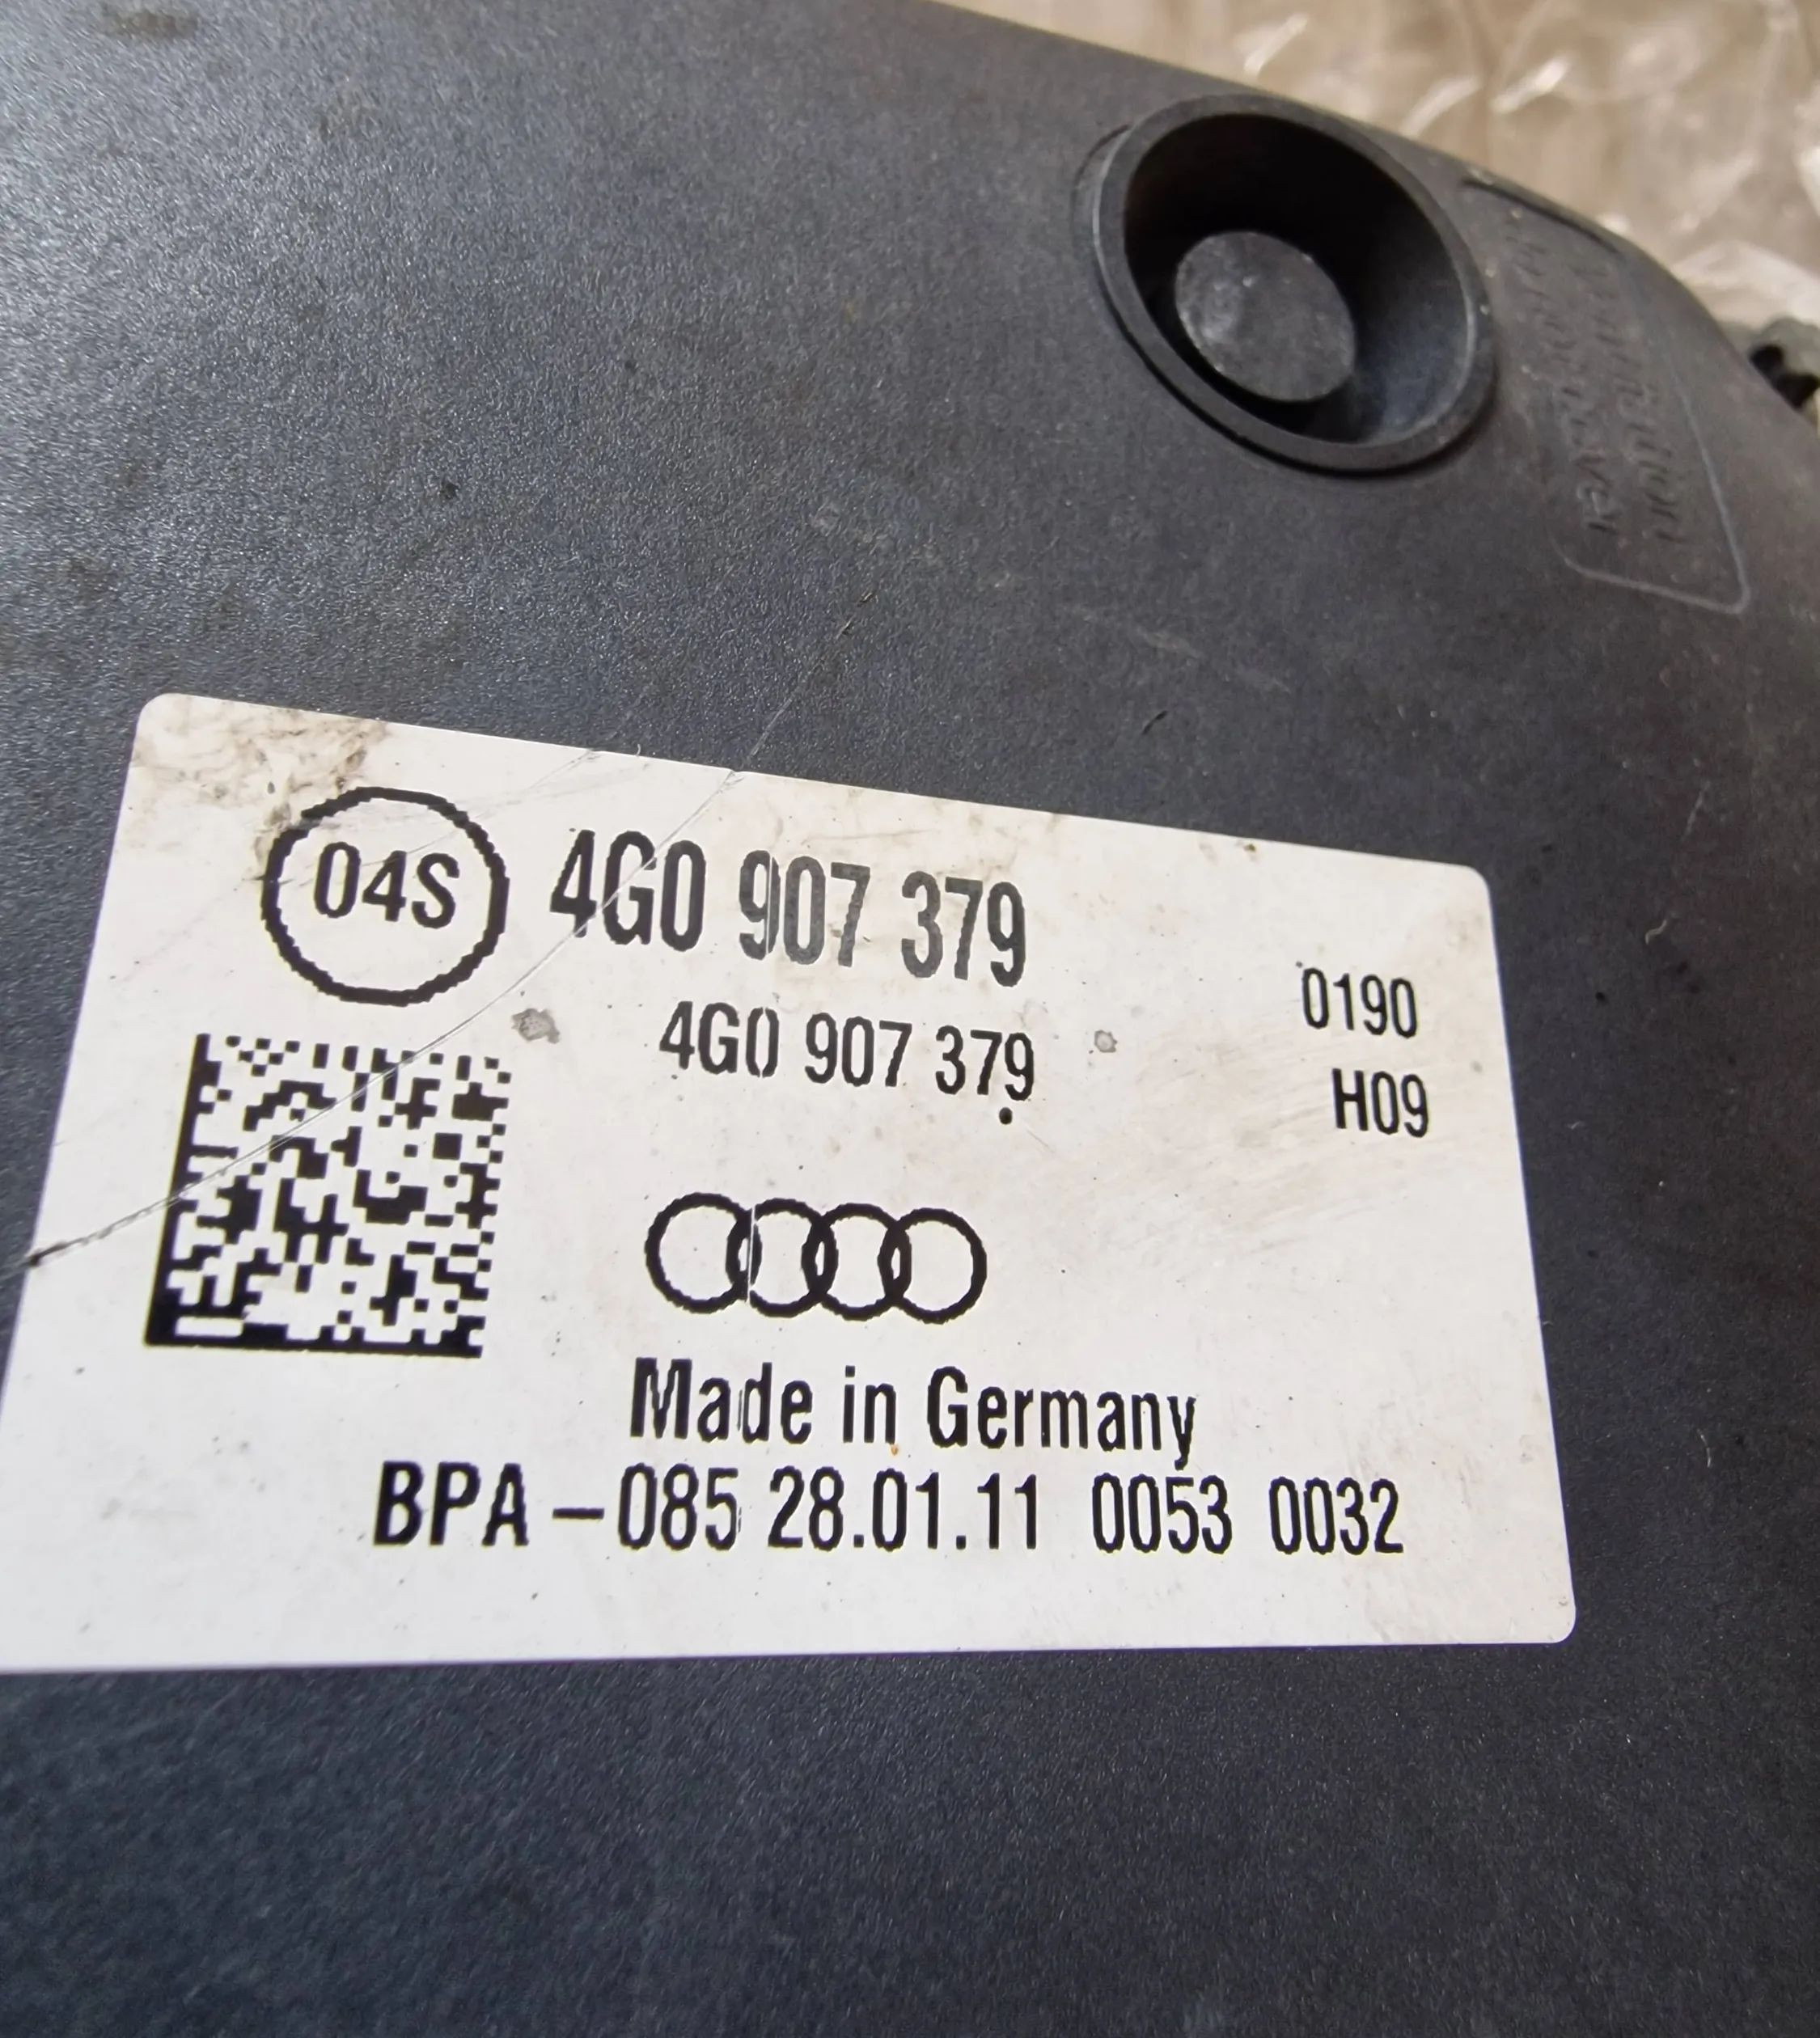 04S 4G0 907 379
4G0 907 379 0190
H09
Made in Germany
BPA -085 28.01.11 0053 0032